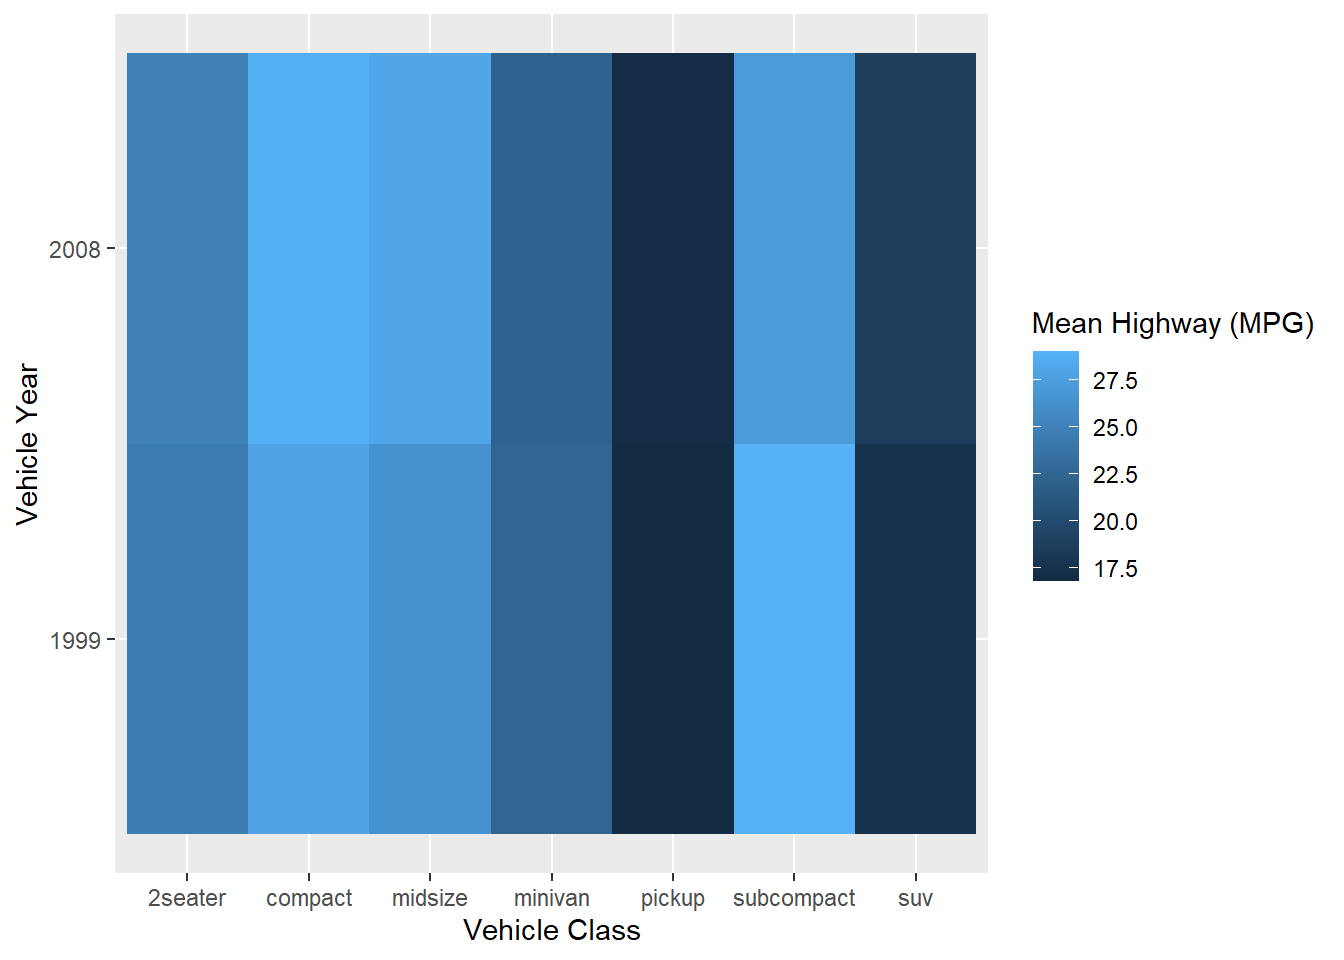 Vehicle Year
2008
1999
2seater compact midsize minivan pickup subcompact suv
Vehicle Class
Mean Highway (MPG)
27.5
25.0
22.5
20.0
17.5